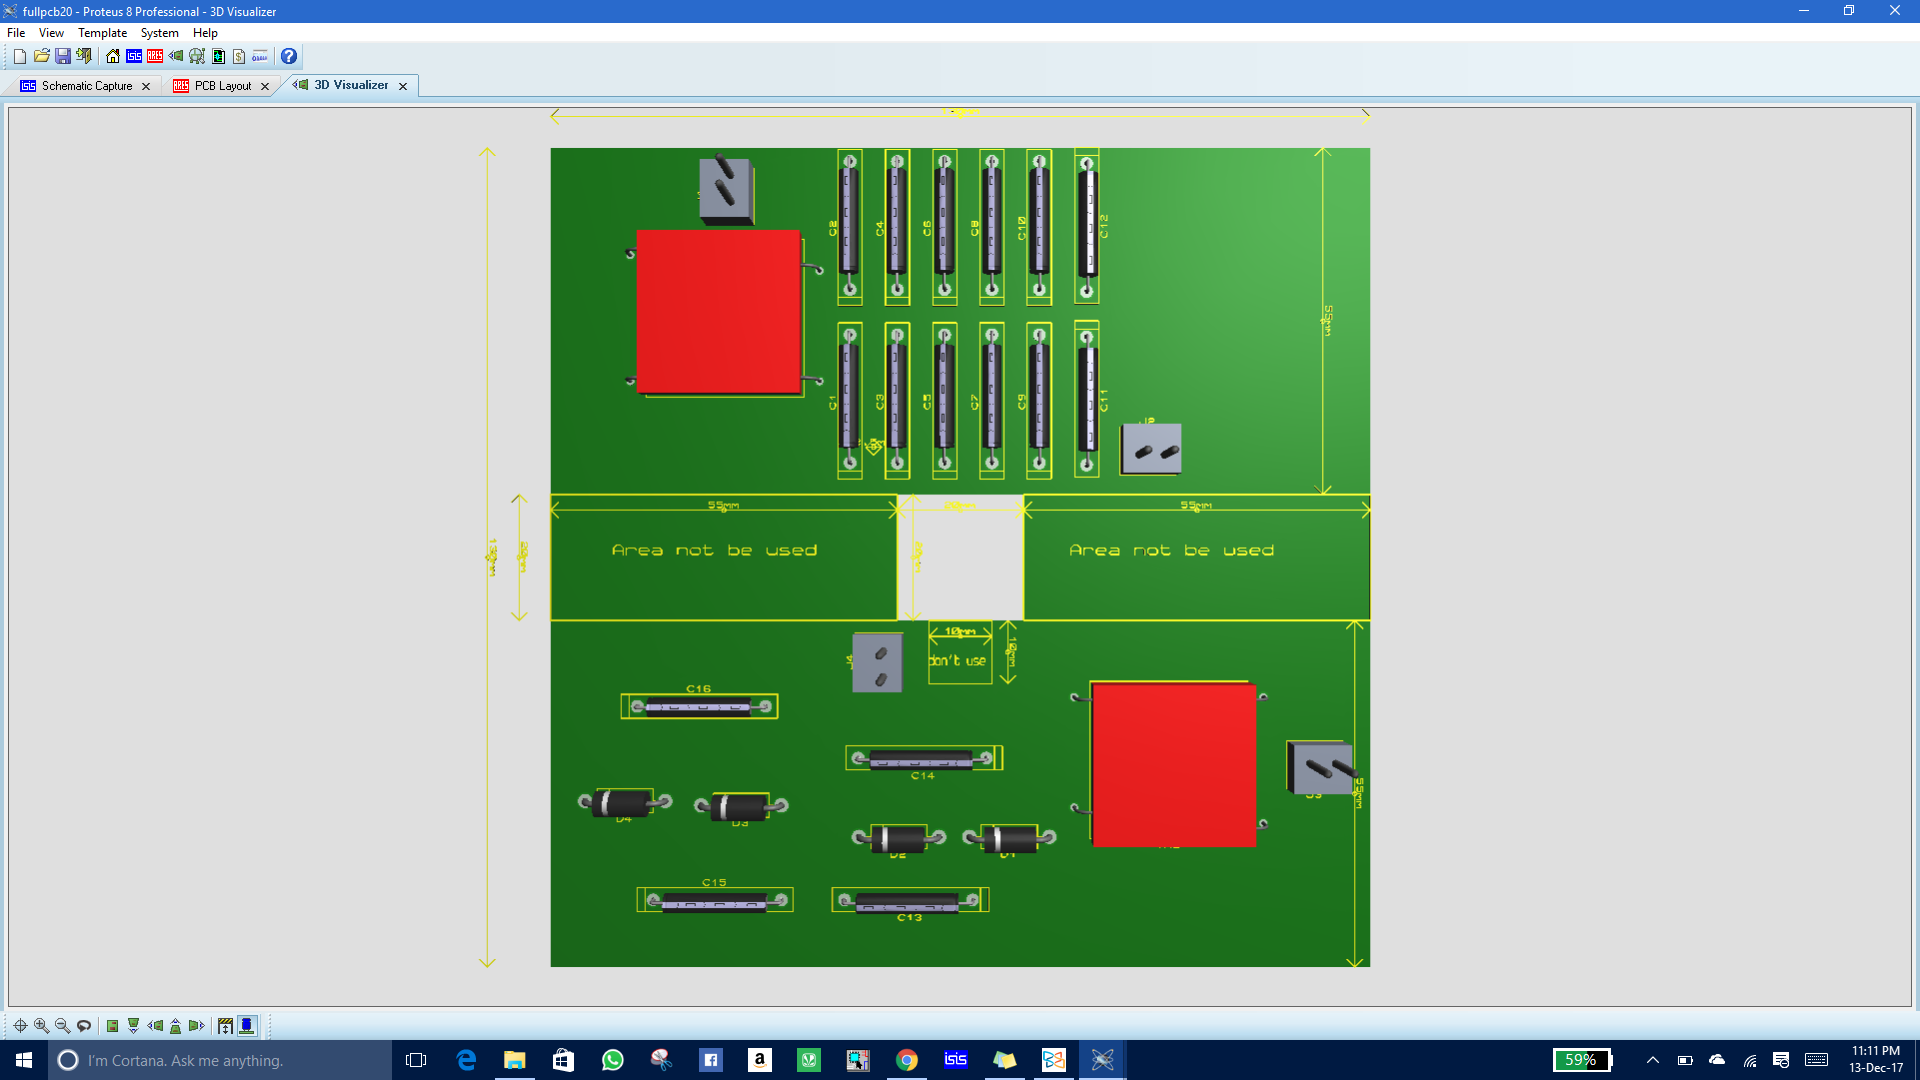 fullpcb20 - Proteus 8 Professional - 3D Visualizer
File View Template System Help
Schematic Capture
PCB Layout
3D Visualizer
C2
C4
C6
C8
C10
C12
55mm
C1
C3
C5
C7
C9
C11
55mm
55mm
Area not be used
Area not be used
10mm
10mm
don't use
J4
C16
C14
D4
D3
D2
D1
55mm
C15
C13
I'm Cortana. Ask me anything.
59%
11:11 PM
13-Dec-17